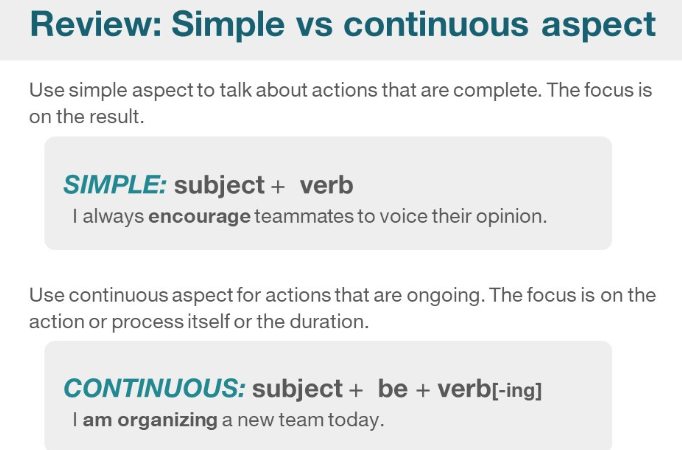 Review: Simple vs continuous aspect
Use simple aspect to talk about actions that are complete. The focus is
on the result.
SIMPLE: subject + verb
I always encourage teammates to voice their opinion.
Use continuous aspect for actions that are ongoing. The focus is on the
action or process itself or the duration.
CONTINUOUS: subject + be + verb[-ing]
I am organizing a new team today.